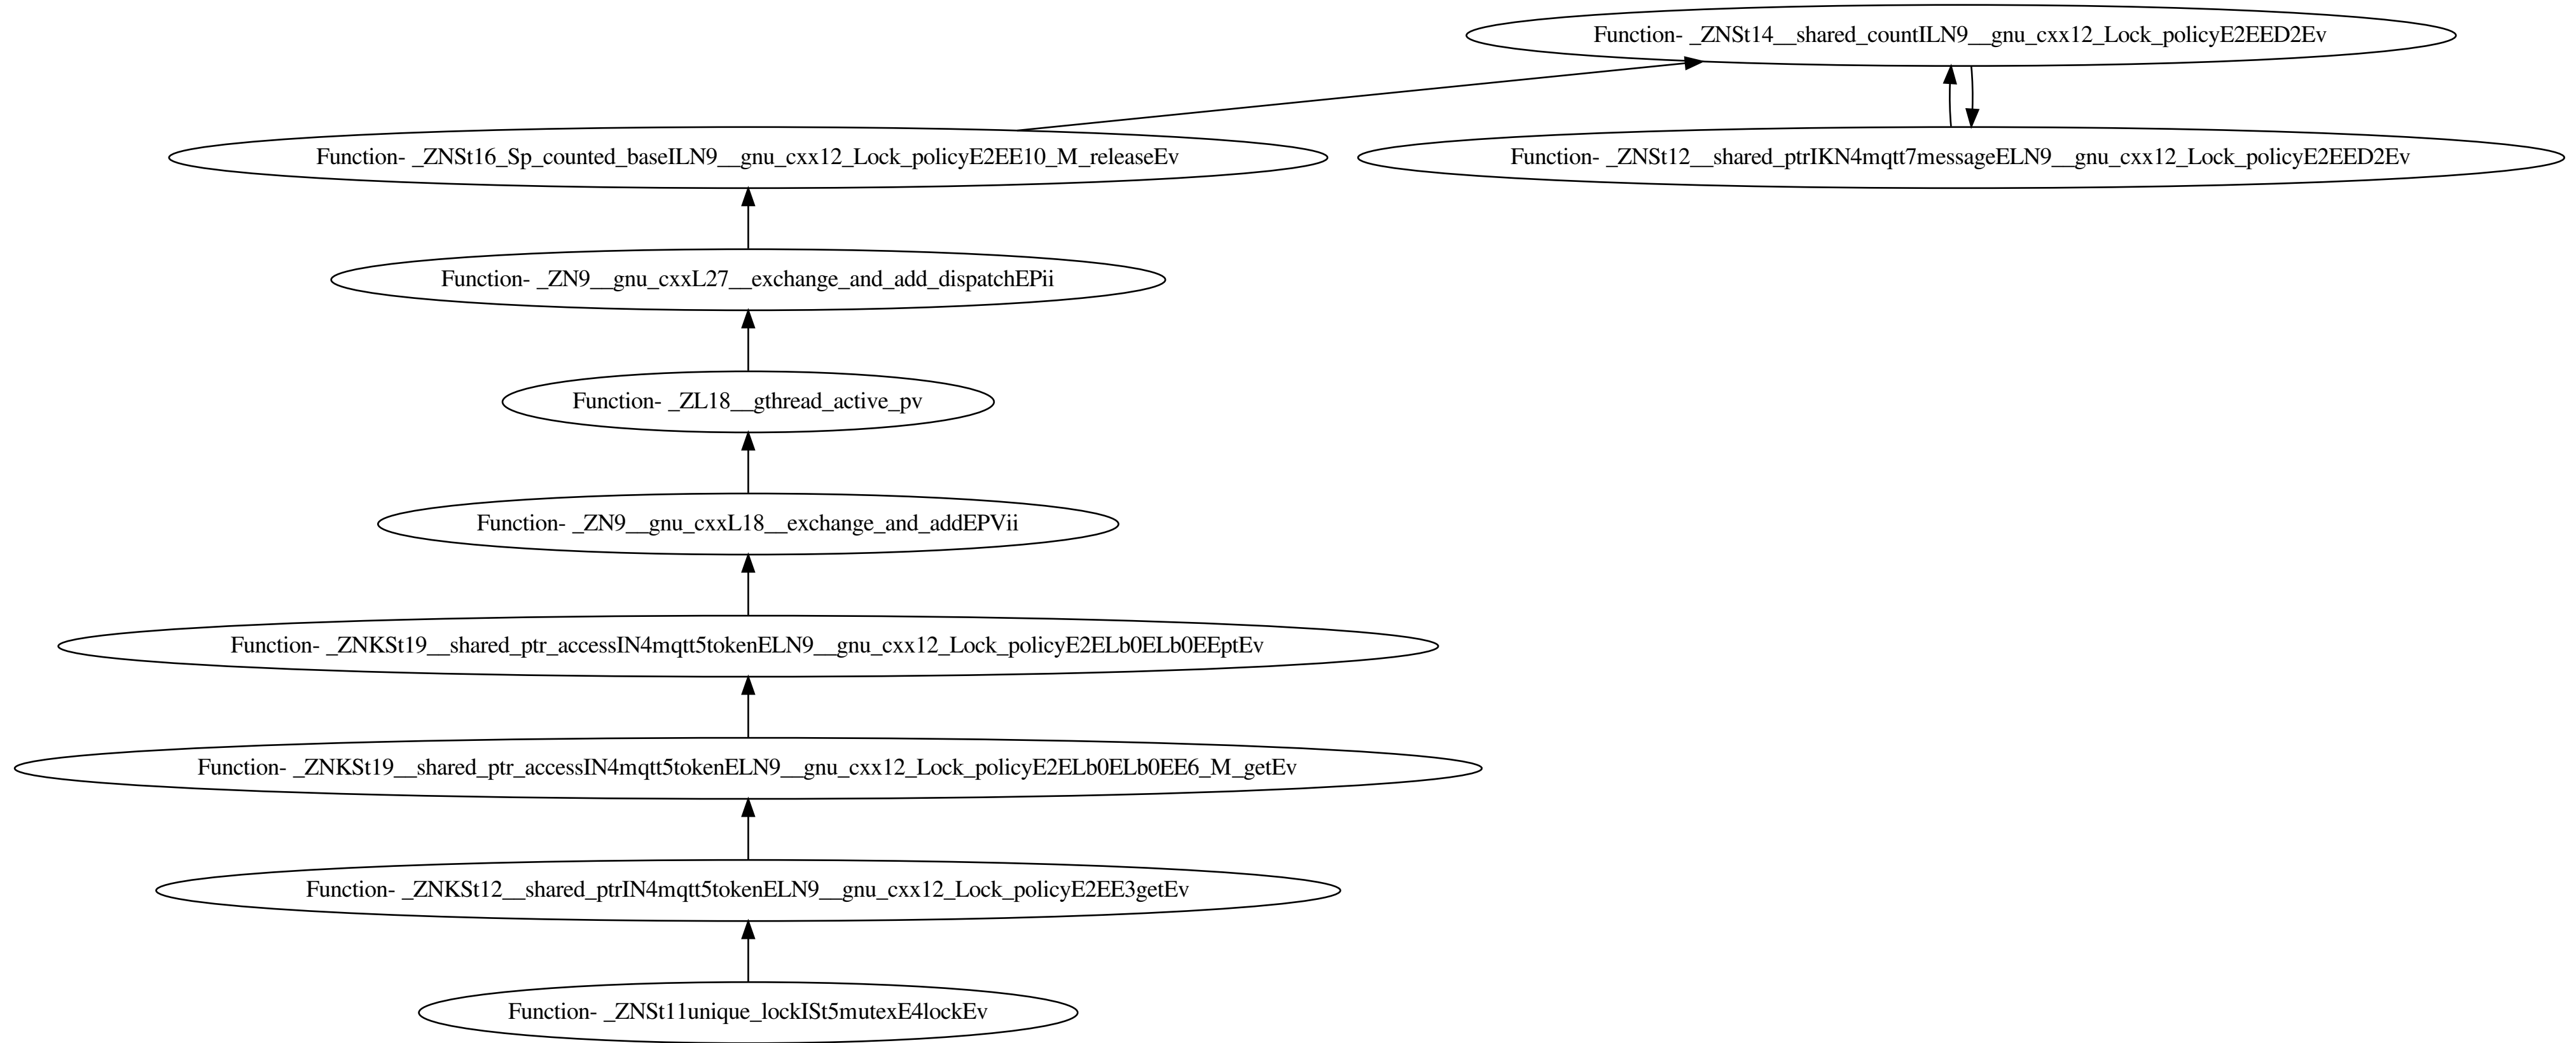 Function- _ZNSt14__shared_countILN9__gnu_cxx12_Lock_policyE2EED2Ev
Function- _ZNSt16_Sp_counted_baseILN9__gnu_cxx12_Lock_policyE2EE10_M_releaseEv
Function- _ZNSt12__shared_ptrIKN4mqtt7messageELN9__gnu_cxx12_Lock_policyE2EED2Ev
Function- _ZN9__gnu_cxxL27__exchange_and_add_dispatchEPii
Function- _ZL18__gthread_active_pv
Function- _ZN9__gnu_cxxL18__exchange_and_addEPVii
Function- _ZNKSt19__shared_ptr_accessIN4mqtt5tokenELN9__gnu_cxx12_Lock_policyE2ELb0ELb0EEptEv
Function- _ZNKSt19__shared_ptr_accessIN4mqtt5tokenELN9__gnu_cxx12_Lock_policyE2ELb0ELb0EE6_M_getEv
Function- _ZNKSt12__shared_ptrIN4mqtt5tokenELN9__gnu_cxx12_Lock_policyE2EE3getEv
Function- _ZNSt11unique_lockISt5mutexE4lockEv